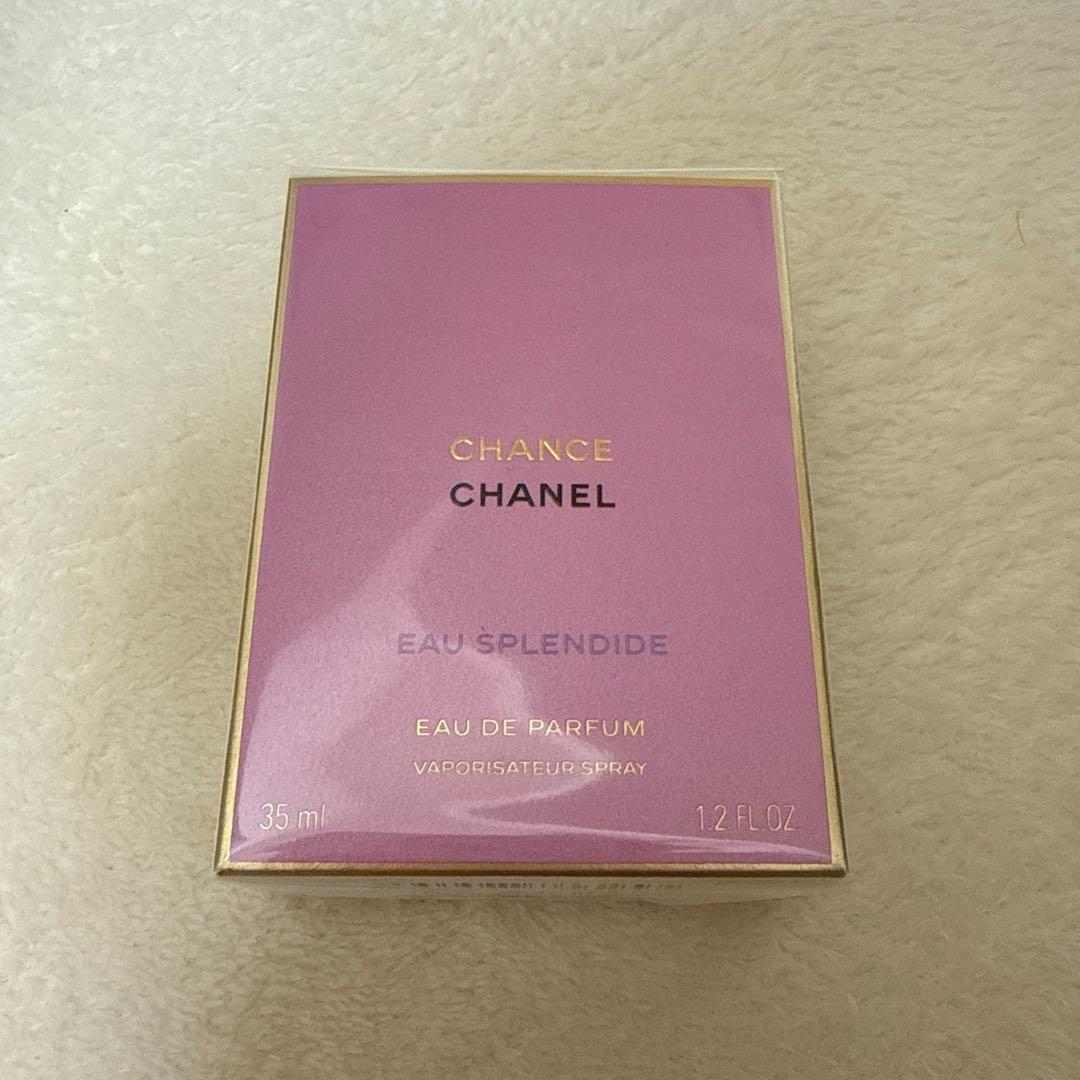 CHANCE
CHANEL
EAU SPLENDIDE
EAU DE PARFUM
VAPORISATEUR SPRAY
35 ml 1.2 FL.OZ.